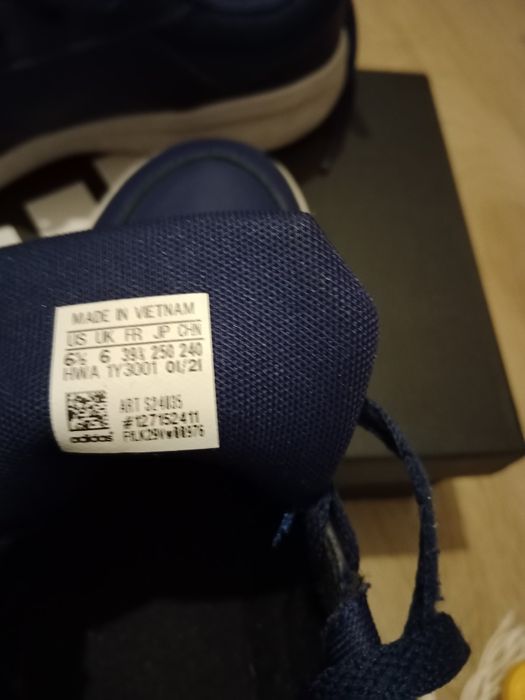 MADE IN VIETNAM
US UK FR JP CHN
6½ 6 39⅓ 250 240
HWA 1Y3001 01/21
ART S24035
#127152411
adidas